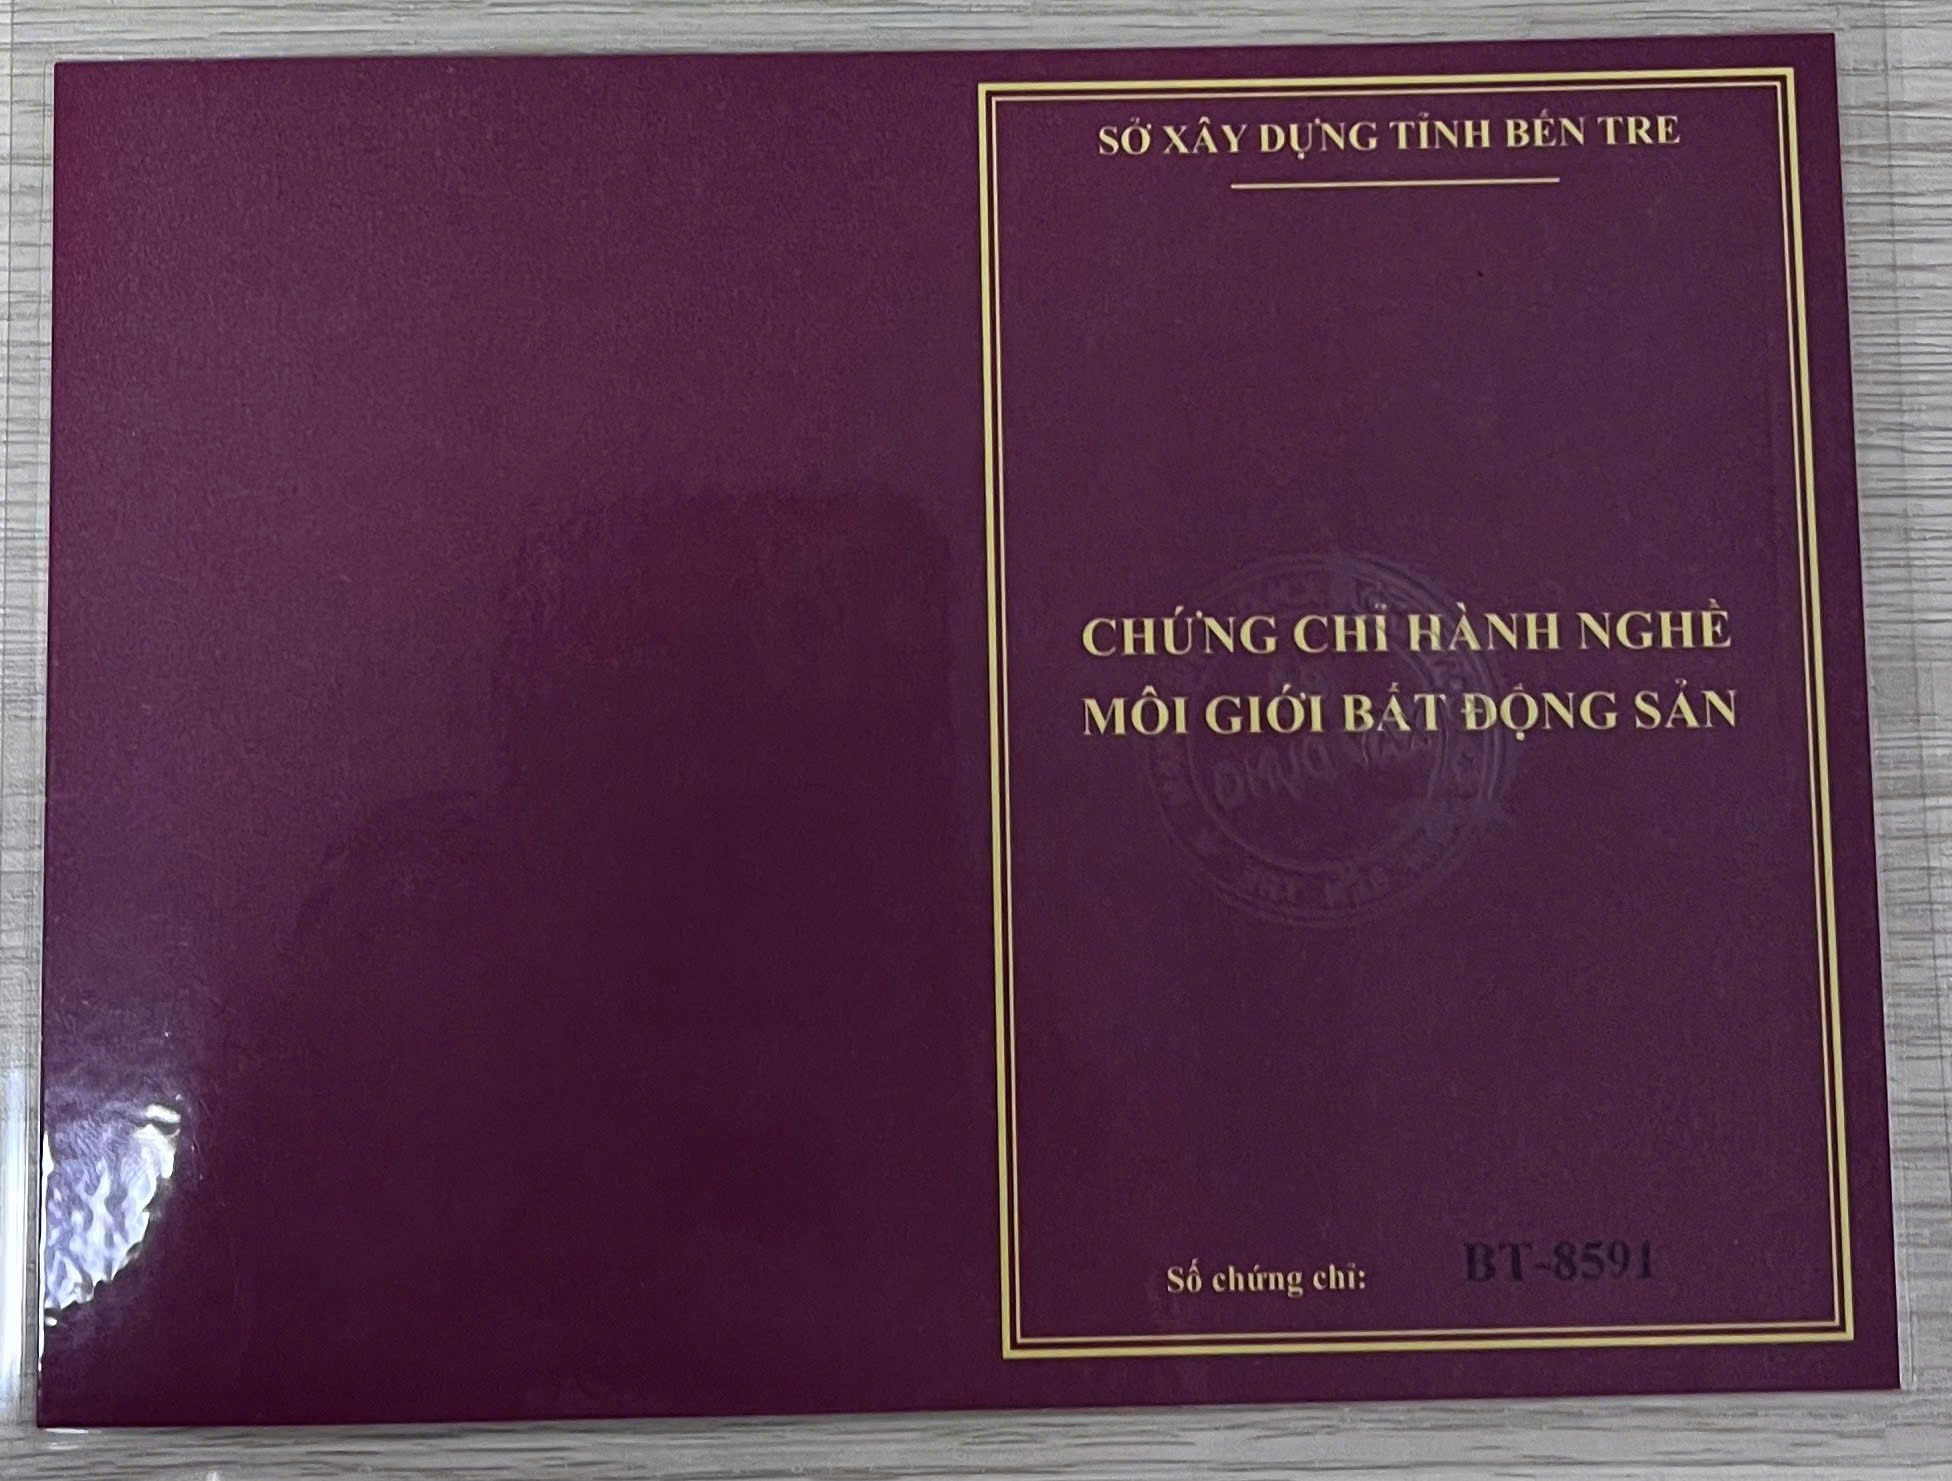 SỞ XÂY DỰNG TỈNH BẾN TRE
CHỨNG CHỈ HÀNH NGHỀ
MÔI GIỚI BẤT ĐỘNG SẢN
Số chứng chỉ: BT-8591